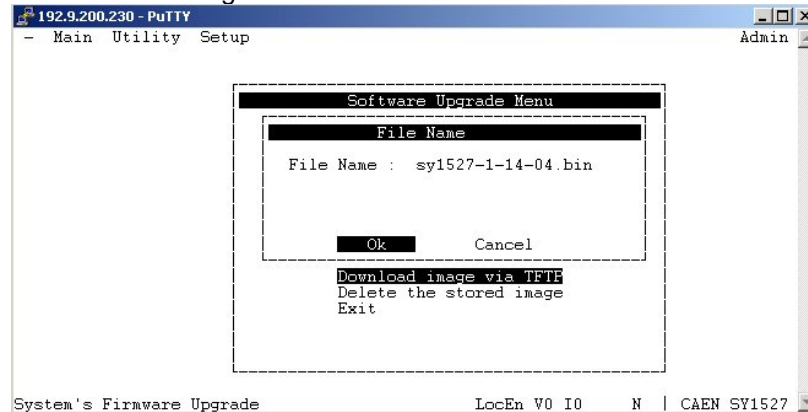 192.9.200.230 - PuTTY
- Main Utility Setup Admin
Software Upgrade Menu
File Name
File Name : sy1527-1-14-04.bin
Ok Cancel
Download image via TFTP
Delete the stored image
Exit
System's Firmware Upgrade LocEn V0 I0 N | CAEN SY1527